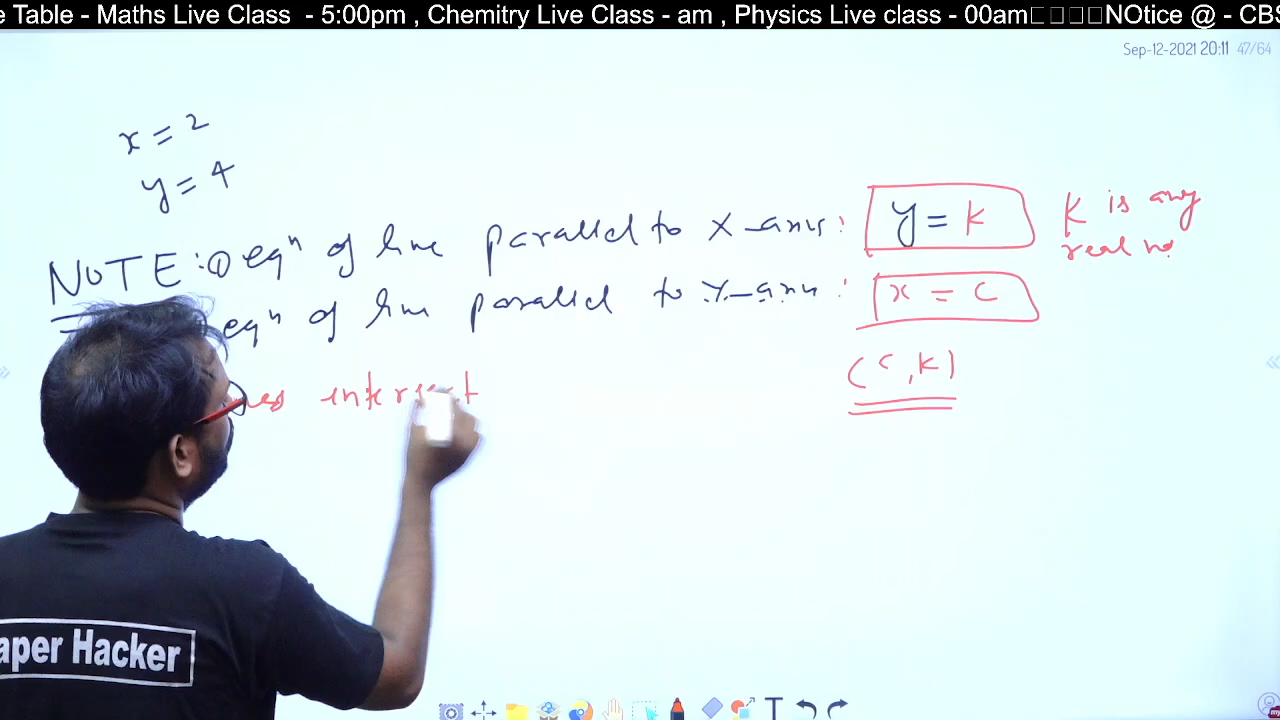 e Table - Maths Live Class - 5:00pm , Chemitry Live Class - am , Physics Live class - 00am□□□□NOtice @ - CBS
Sep-12-2021 20:11 47/64
x = 2
y = 4
NOTE: ① eqⁿ of line parallel to X-axis: y = k k is any
real no.
eqⁿ of line parallel to Y-axis: x = c
(c, k)
intersect
aper Hacker